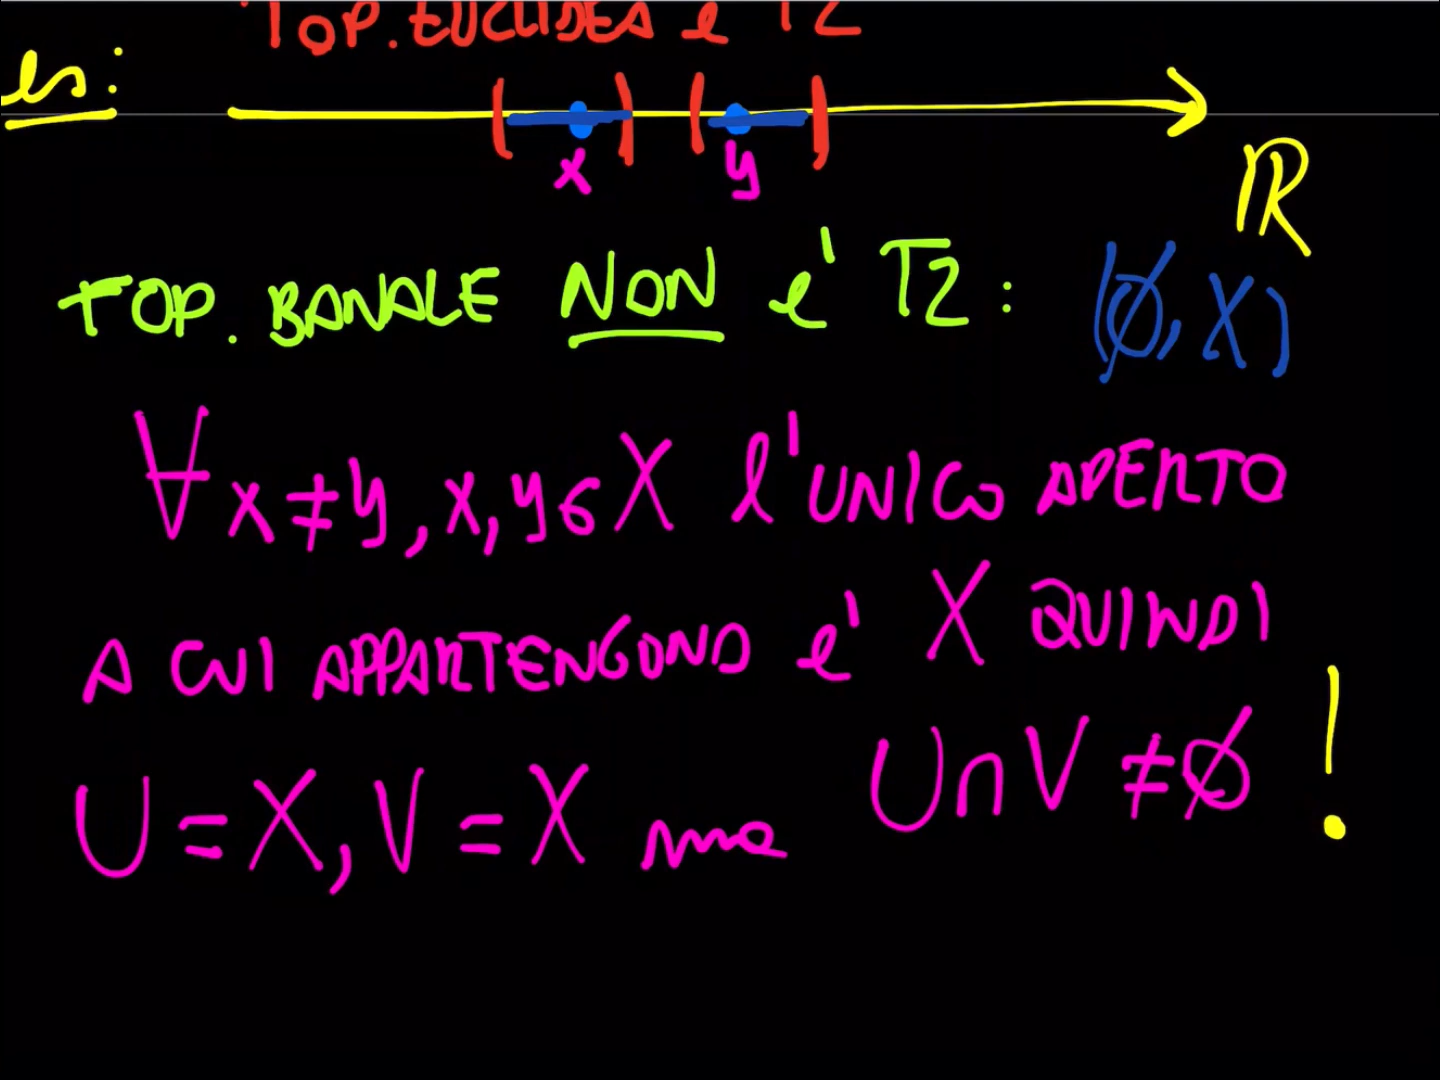 TOP. EUCLIDEA e' T2
es:
( ) ( )
x y
ℝ
TOP. BANALE NON e' T2: (∅, X)
∀ x ≠ y, x, y ∈ X l'UNICO APERTO
A CUI APPARTENGONO e' X QUINDI
U = X, V = X ma U ∩ V ≠ ∅ !